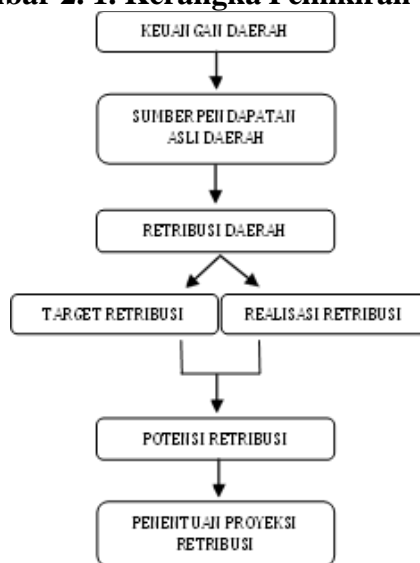 2. 1. Kerangka Pemikiran
KEUANGAN DAERAH
SUMBER PENDAPATAN
ASLI DAERAH
RETRIBUSI DAERAH
TARGET RETRIBUSI
REALISASI RETRIBUSI
POTENSI RETRIBUSI
PENENTUAN PROYEKSI
RETRIBUSI